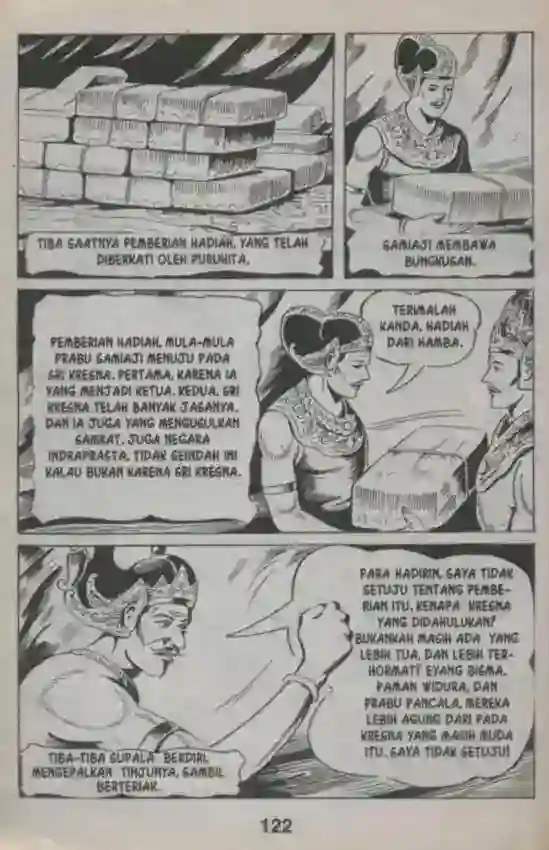 TIBA SAATNYA PEMBERIAN HADIAH, YANG TELAH
DIBERKATI OLEH PURUHITA.
SAMIAJI MEMBAWA
BUNGKUSAN.
PEMBERIAN HADIAH, MULA-MULA
PRABU SAMIAJI MENUJU PADA
SRI KRESNA. PERTAMA, KARENA IA
YANG MENJADI KETUA. KEDUA, SRI
KRESNA TELAH BANYAK JASANYA.
DAN IA JUGA YANG MENGUSULKAN
SAMRAT. JUGA NEGARA
INDRAPRASTA, TIDAK SEINDAH INI
KALAU BUKAN KARENA SRI KRESNA.
TERIMALAH
KANDA, HADIAH
DARI HAMBA.
PARA HADIRIN, SAYA TIDAK
SETUJU TENTANG PEMBE-
RIAN ITU, KENAPA KRESNA
YANG DIDAHULUKAN?
BUKANKAH MASIH ADA YANG
LEBIH TUA, DAN LEBIH TER-
HORMAT? EYANG BISMA,
PAMAN WIDURA, DAN
PRABU PANCALA, MEREKA
LEBIH AGUNG DARI PADA
KRESNA YANG MASIH MUDA
ITU. SAYA TIDAK SETUJU!
TIBA-TIBA SUPALA BERDIRI,
MENGEPALKAN TINJUNYA, SAMBIL
BERTERIAK.
122